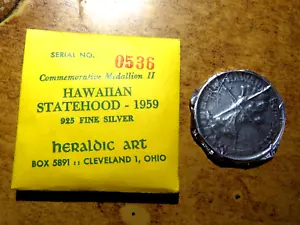 SERIAL NO. 0536
Commemorative Medallion II
HAWAIIAN
STATEHOOD - 1959
925 FINE SILVER
heraldic art
BOX 5891 :: CLEVELAND 1, OHIO